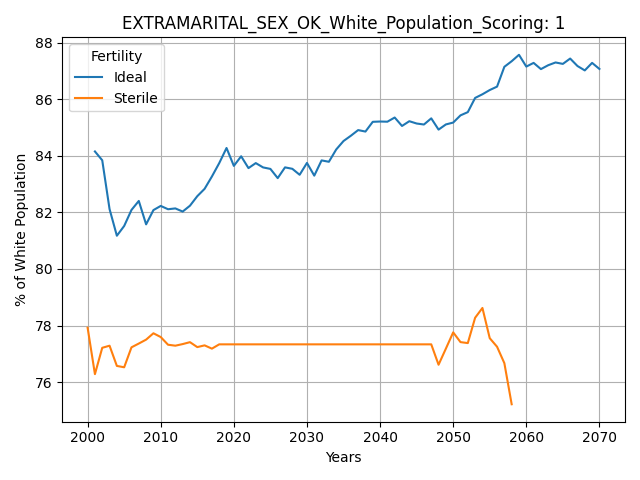 EXTRAMARITAL_SEX_OK_White_Population_Scoring: 1
Fertility
Ideal
Sterile
% of White Population
88
86
84
82
80
78
76
2000 2010 2020 2030 2040 2050 2060 2070
Years